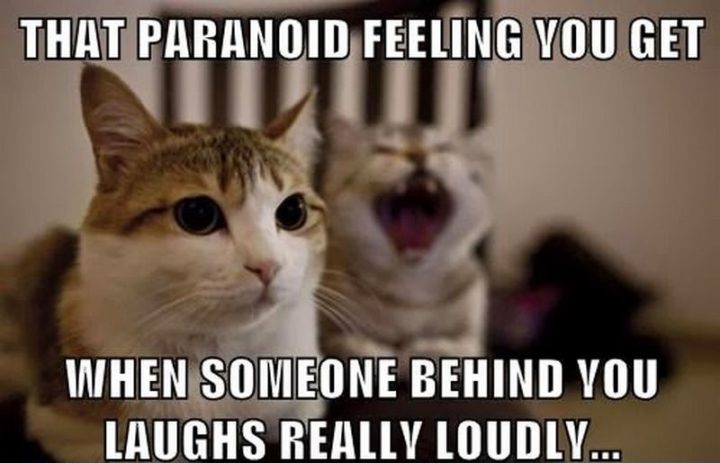 THAT PARANOID FEELING YOU GET
WHEN SOMEONE BEHIND YOU
LAUGHS REALLY LOUDLY...